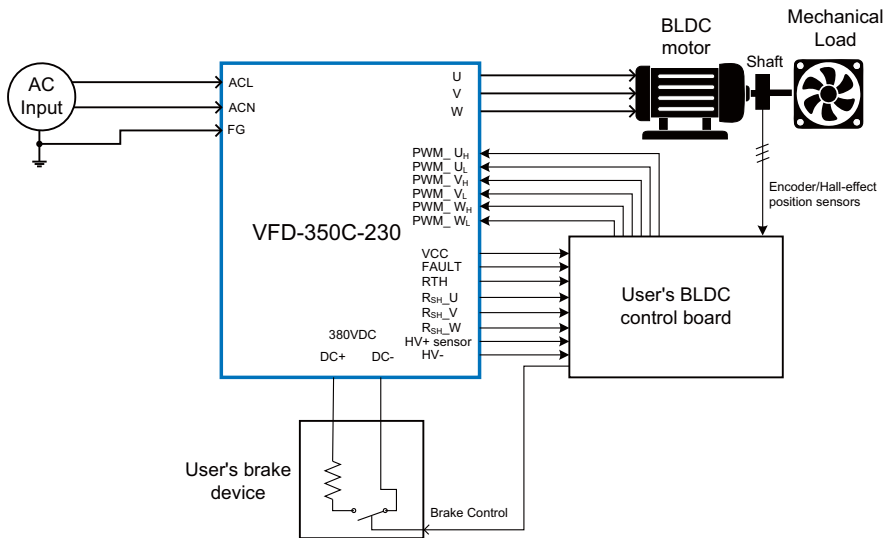 Mechanical
Load
BLDC
motor
Shaft
AC
Input
ACL
ACN
FG
U
V
W
PWM_ UH
PWM_ UL
PWM_ VH
PWM_ VL
PWM_ WH
PWM_ WL
Encoder/Hall-effect
position sensors
VFD-350C-230
VCC
FAULT
RTH
RSH_U
RSH_V
RSH_W
HV+ sensor
HV-
User's BLDC
control board
380VDC
DC+
DC-
User's brake
device
Brake Control